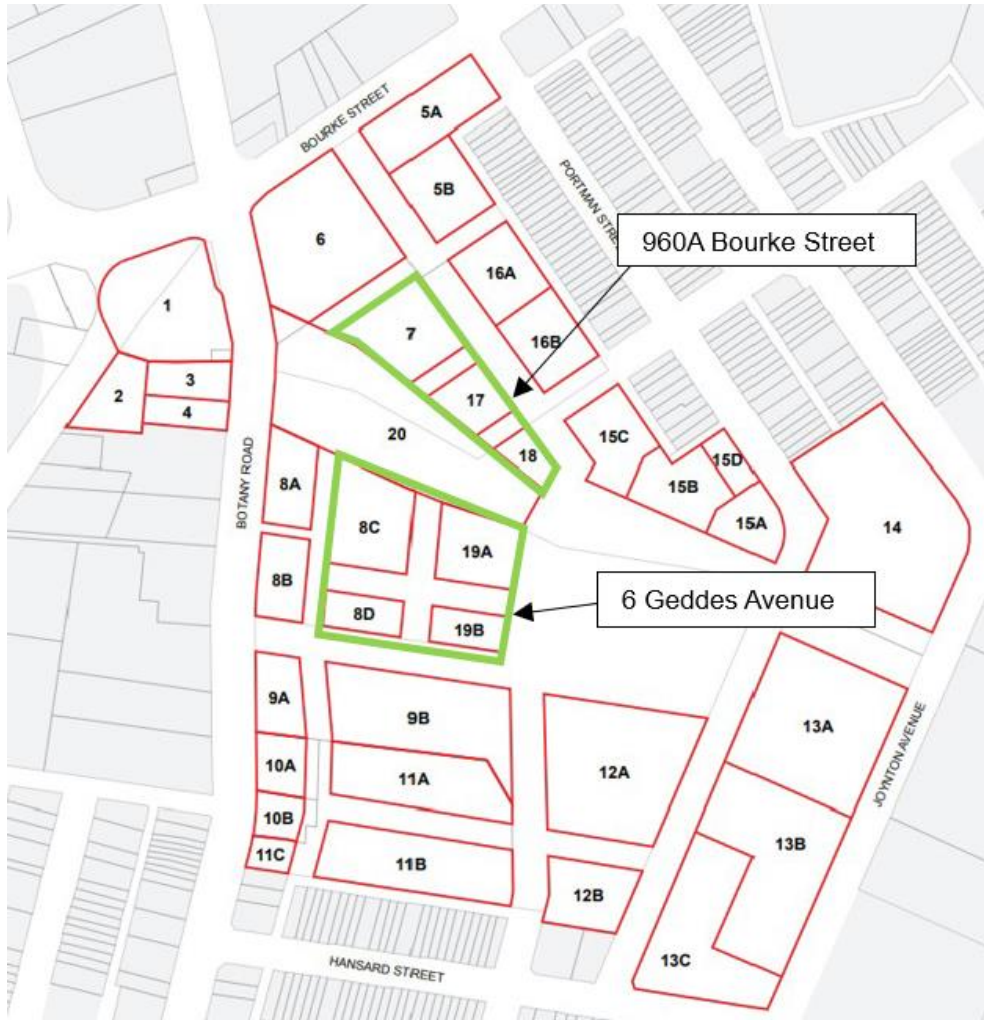 BOURKE STREET
5A
5B
PORTMAN STREET
960A Bourke Street
6
16A
1
7
16B
3
2
4
17
20
15C
18
15D
15B
8A
15A
14
BOTANY ROAD
8C
19A
8B
6 Geddes Avenue
8D
19B
9A
9B
13A
10A
11A
12A
JOYNTON AVENUE
10B
13B
11C
11B
12B
13C
HANSARD STREET